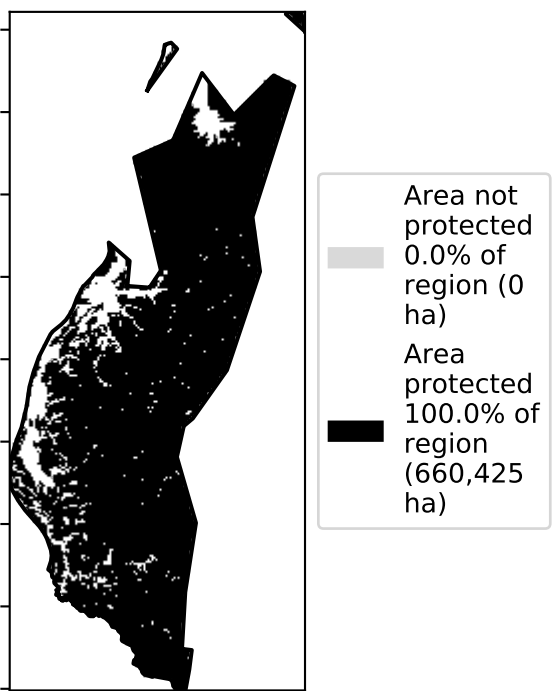 Area not
protected
0.0% of
region (0
ha)
Area
protected
100.0% of
region
(660,425
ha)